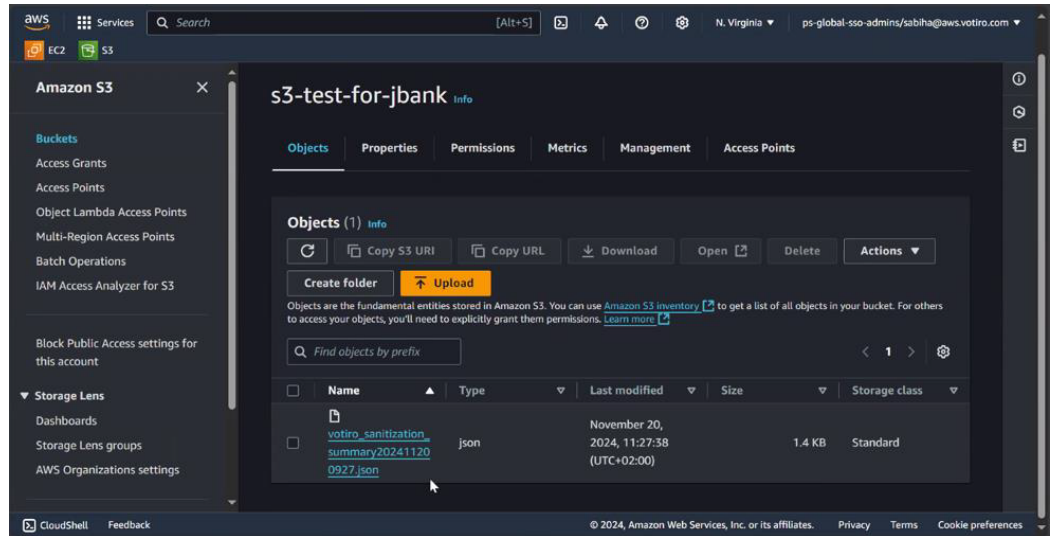 aws Services Search [Alt+S] N. Virginia ps-global-sso-admins/sabiha@aws.votiro.com
EC2 S3
Amazon S3
Buckets
Access Grants
Access Points
Object Lambda Access Points
Multi-Region Access Points
Batch Operations
IAM Access Analyzer for S3
Block Public Access settings for
this account
Storage Lens
Dashboards
Storage Lens groups
AWS Organizations settings
s3-test-for-jbank Info
Objects Properties Permissions Metrics Management Access Points
Objects (1) Info
Copy S3 URI Copy URL Download Open Delete Actions
Create folder Upload
Objects are the fundamental entities stored in Amazon S3. You can use Amazon S3 inventory to get a list of all objects in your bucket. For others
to access your objects, you'll need to explicitly grant them permissions. Learn more
Find objects by prefix 1
Name Type Last modified Size Storage class
votiro_sanitization_
summary20241120
0927.json
json
November 20,
2024, 11:27:38
(UTC+02:00)
1.4 KB
Standard
CloudShell Feedback © 2024, Amazon Web Services, Inc. or its affiliates. Privacy Terms Cookie preferences